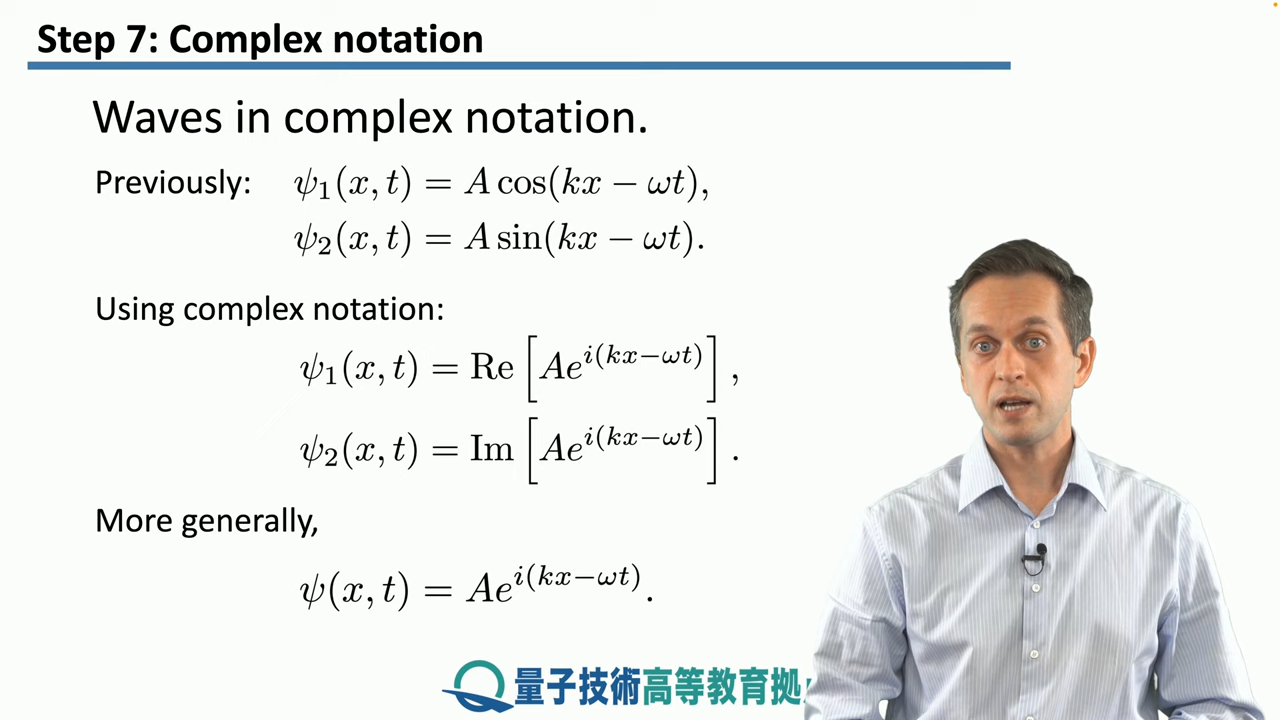 Step 7: Complex notation
Waves in complex notation.
Previously: ψ₁(x, t) = A cos(kx − ωt),
ψ₂(x, t) = A sin(kx − ωt).
Using complex notation:
ψ₁(x, t) = Re [Ae^{i(kx−ωt)}],
ψ₂(x, t) = Im [Ae^{i(kx−ωt)}].
More generally,
ψ(x, t) = Ae^{i(kx−ωt)}.
量子技術高等教育拠